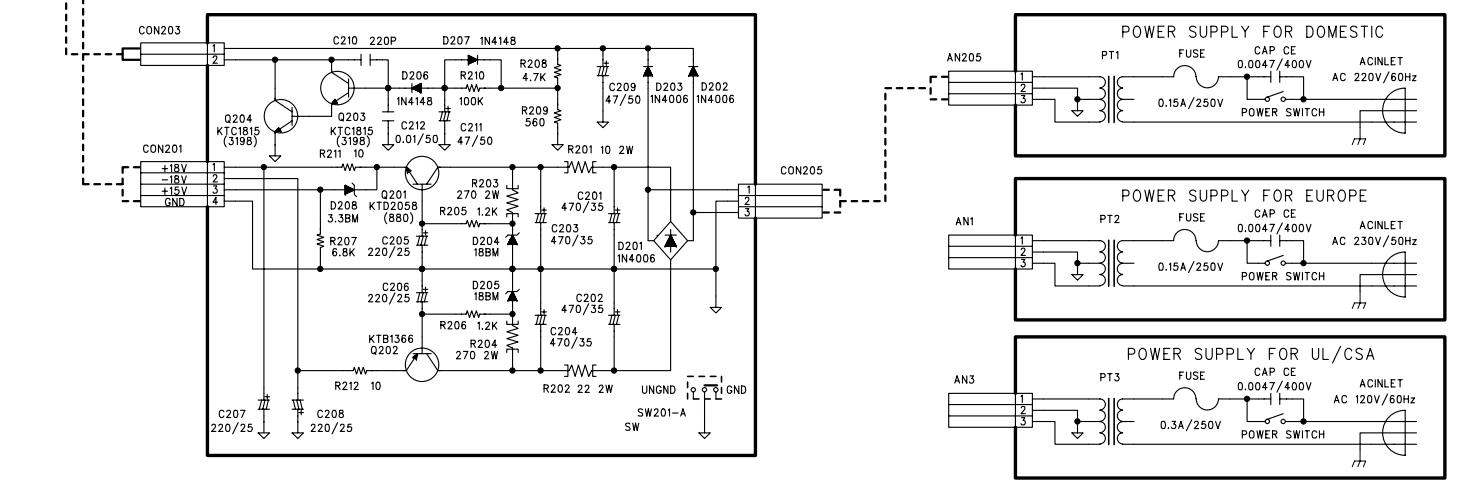 CON203
1
2
C210 220P
D207 1N4148
R208
4.7K
D206
1N4148
R210
100K
R209
560
C209
47/50
D203
1N4006
D202
1N4006
Q204
KTC1815
(3198)
Q203
KTC1815
(3198)
C212
0.01/50
C211
47/50
CON201
+18V 1
-18V 2
+15V 3
GND 4
R211 10
R201 10 2W
D208
3.3BM
Q201
KTD2058
(880)
R203
270 2W
R205 1.2K
C201
470/35
C203
470/35
R207
6.8K
C205
220/25
D204
18BM
D201
1N4006
CON205
1
2
3
C206
220/25
D205
18BM
C202
470/35
R206 1.2K
C204
470/35
KTB1366
Q202
R204
270 2W
R212 10
R202 22 2W
UNGND
GND
SW201-A
SW
C207
220/25
C208
220/25
POWER SUPPLY FOR DOMESTIC
AN205
1
2
3
PT1
FUSE
0.15A/250V
CAP CE
0.0047/400V
POWER SWITCH
ACINLET
AC 220V/60Hz
POWER SUPPLY FOR EUROPE
AN1
1
2
3
PT2
FUSE
0.15A/250V
CAP CE
0.0047/400V
POWER SWITCH
ACINLET
AC 230V/50Hz
POWER SUPPLY FOR UL/CSA
AN3
1
2
3
PT3
FUSE
0.3A/250V
CAP CE
0.0047/400V
POWER SWITCH
ACINLET
AC 120V/60Hz